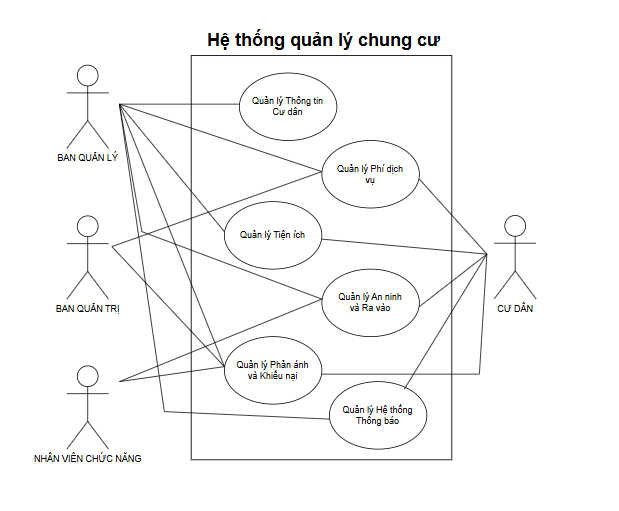 Hệ thống quản lý chung cư
Quản lý Thông tin
Cư dân
BAN QUẢN LÝ
Quản lý Phí dịch
vụ
Quản lý Tiện ích
BAN QUẢN TRỊ
Quản lý An ninh
và Ra vào
CƯ DÂN
Quản lý Phản ánh
và Khiếu nại
Quản lý Hệ thống
Thông báo
NHÂN VIÊN CHỨC NĂNG